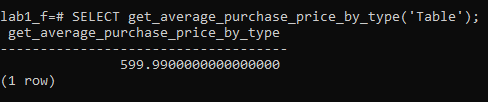 lab1_f=# SELECT get_average_purchase_price_by_type('Table');
get_average_purchase_price_by_type
------------------------------------
599.9900000000000000
(1 row)